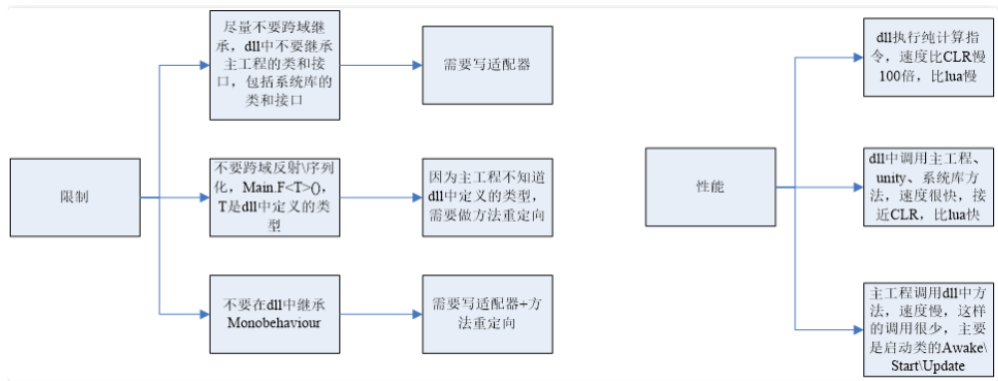 限制
尽量不要跨域继
承，dll中不要继承
主工程的类和接
口，包括系统库的
类和接口
需要写适配器
不要跨域反射\序列
化，Main.F<T>()，
T是dll中定义的类
型
因为主工程不知道
dll中定义的类型，
需要做方法重定向
不要在dll中继承
Monobehaviour
需要写适配器+方
法重定向
性能
dll执行纯计算指
令，速度比CLR慢
100倍，比lua慢
dll中调用主工程、
unity、系统库方
法，速度很快，接
近CLR，比lua快
主工程调用dll中方
法，速度慢，这样
的调用很少，主要
是启动类的Awake\
Start\Update